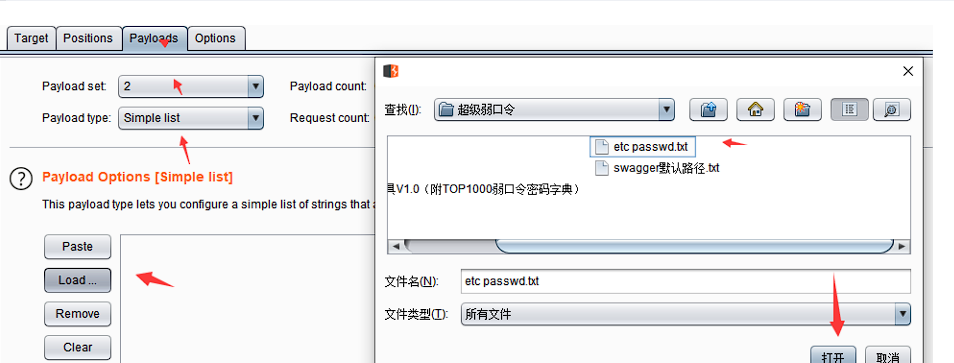 Target Positions Payloads Options
Payload set: 2 Payload count:
Payload type: Simple list Request count:
? Payload Options [Simple list]
This payload type lets you configure a simple list of strings that
Paste
Load ...
Remove
Clear
查找(I): 超级弱口令
etc passwd.txt
swagger默认路径.txt
具V1.0（附TOP1000弱口令密码字典）
文件名(N): etc passwd.txt
文件类型(T): 所有文件
打开 取消